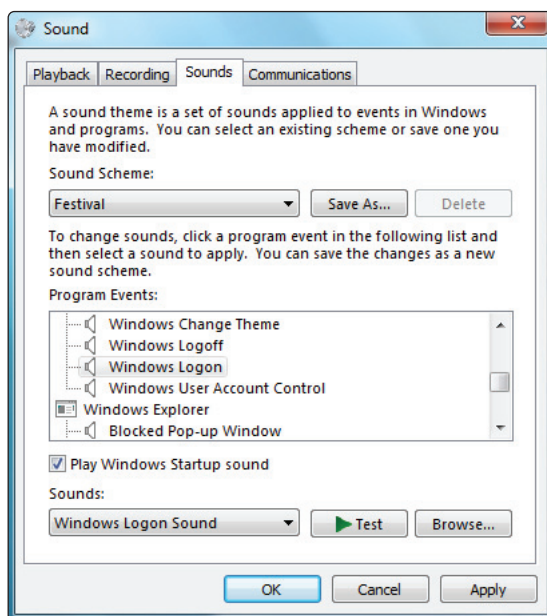 Sound
Playback Recording Sounds Communications
A sound theme is a set of sounds applied to events in Windows
and programs. You can select an existing scheme or save one you
have modified.
Sound Scheme:
Festival Save As... Delete
To change sounds, click a program event in the following list and
then select a sound to apply. You can save the changes as a new
sound scheme.
Program Events:
Windows Change Theme
Windows Logoff
Windows Logon
Windows User Account Control
Windows Explorer
Blocked Pop-up Window
Play Windows Startup sound
Sounds:
Windows Logon Sound Test Browse...
OK Cancel Apply